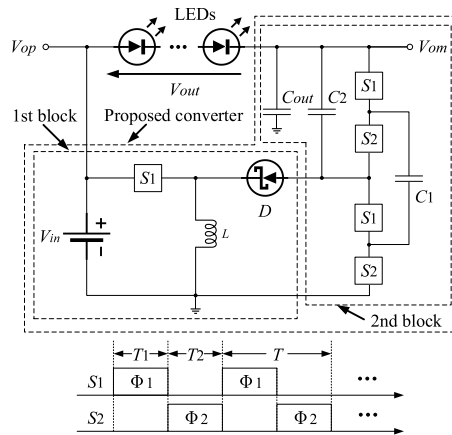 LEDs
Vop
Vom
Vout
Cout
C2
S1
1st block
Proposed converter
S2
S1
D
C1
Vin
+
−
L
S1
S2
2nd block
T1
T2
T
S1
Φ1
Φ1
•••
S2
Φ2
Φ2
•••